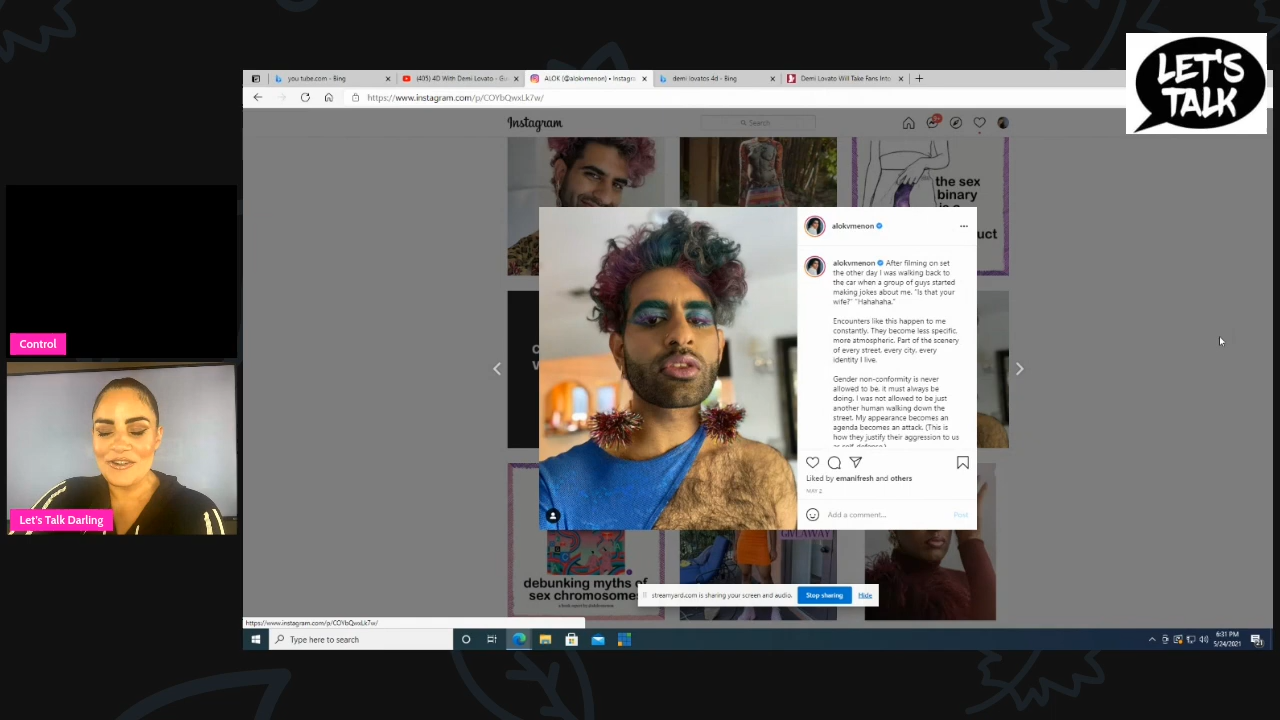 LET'S
TALK
you tube.com - Bing
(405) 4D With Demi Lovato - Gu
ALOK (@alokvmenon) • Instagra
demi lovatos 4d - Bing
Demi Lovato Will Take Fans Into
https://www.instagram.com/p/COYbQwxLk7w/
Instagram
Search
the sex
binary
is a
uct
alokvmenon
alokvmenon After filming on set
the other day I was walking back to
the car when a group of guys started
making jokes about me. "Is that your
wife?" "Hahahaha."
Encounters like this happen to me
constantly. They become less specific,
more atmospheric. Part of the scenery
of every street, every city, every
identity I live.
Gender non-conformity is never
allowed to be, it must always be
doing. I was not allowed to be just
another human walking down the
street. My appearance becomes an
agenda becomes an attack. (This is
how they justify their aggression to us
as self-defense.)
Liked by emanifresh and others
MAY 2
Add a comment...
Post
Control
Let's Talk Darling
GIVEAWAY
debunking myths of
sex chromosomes
streamyard.com is sharing your screen and audio.
Stop sharing
Hide
https://www.instagram.com/p/COYbQwxLk7w/
Type here to search
6:31 PM
5/24/2021
21